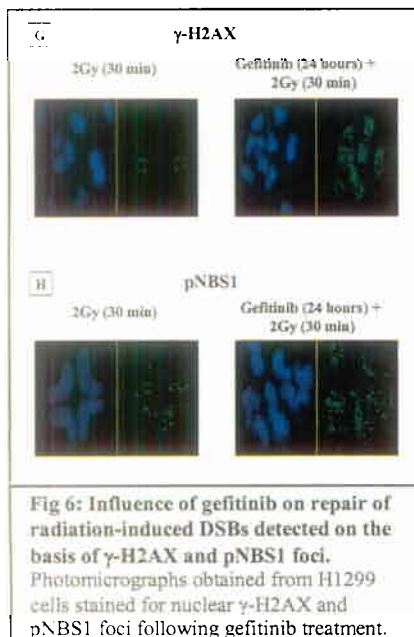 G
γ-H2AX
2Gy (30 min)
Gefitinib (24 hours) +
2Gy (30 min)
H
pNBS1
2Gy (30 min)
Gefitinib (24 hours) +
2Gy (30 min)
Fig 6: Influence of gefitinib on repair of
radiation-induced DSBs detected on the
basis of γ-H2AX and pNBS1 foci.
Photomicrographs obtained from H1299
cells stained for nuclear γ-H2AX and
pNBS1 foci following gefitinib treatment.